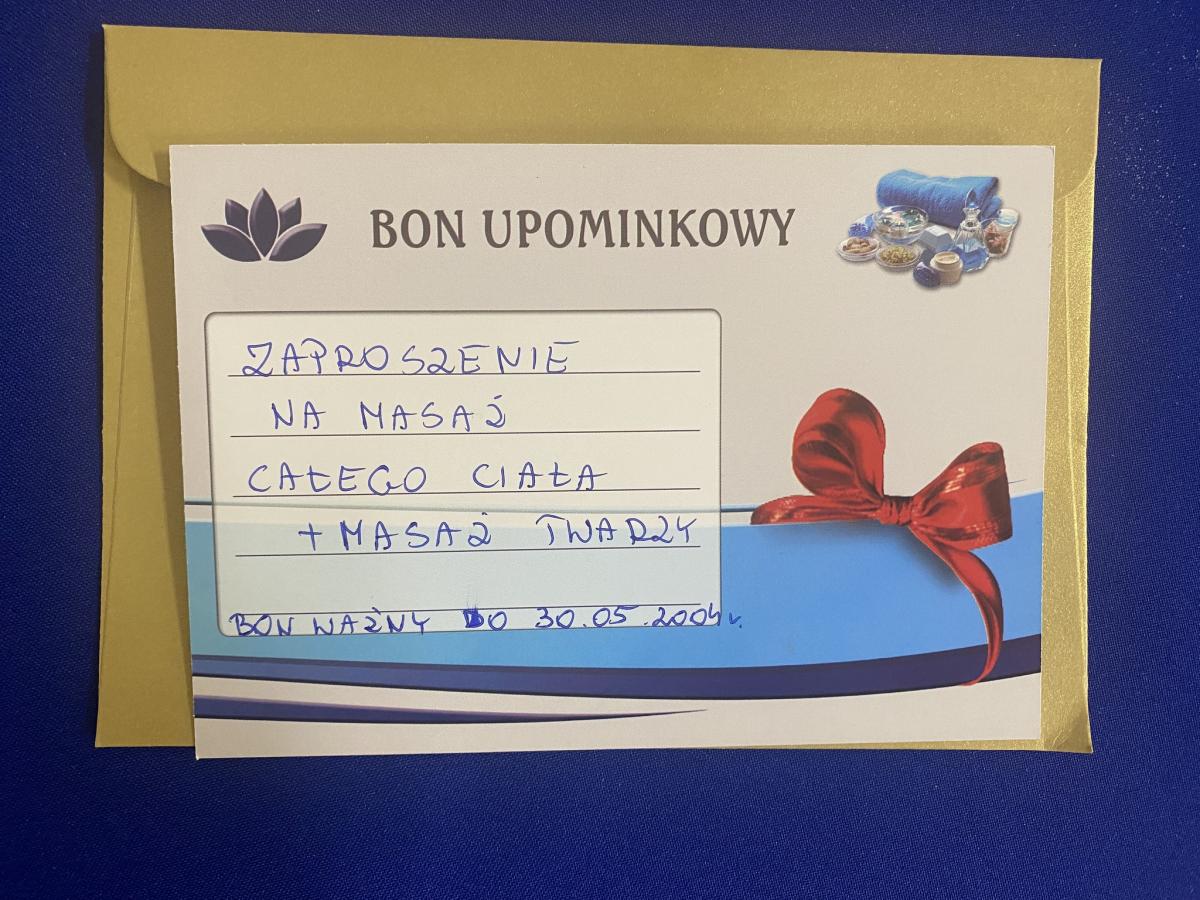 BON UPOMINKOWY
ZAPROSZENIE
NA MASAŻ
CAŁEGO CIAŁA
+ MASAŻ TWARZY
BON WAŻNY DO 30.05.2004r.